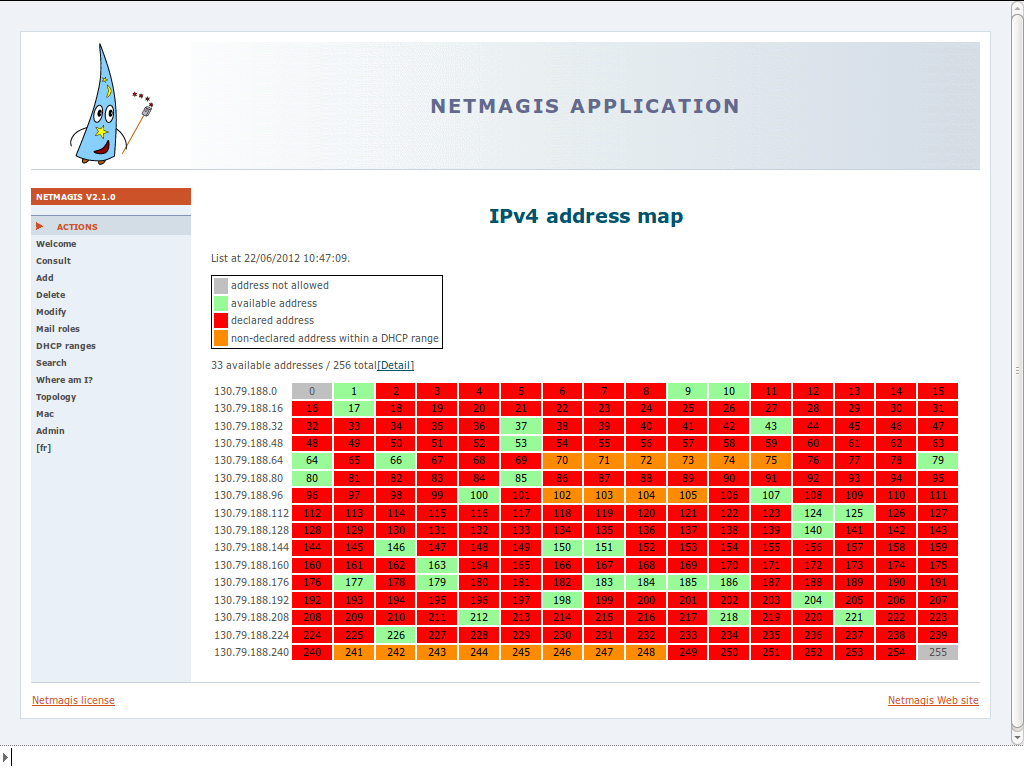 NETMAGIS APPLICATION
NETMAGIS V2.1.0
ACTIONS
Welcome
Consult
Add
Delete
Modify
Mail roles
DHCP ranges
Search
Where am I?
Topology
Mac
Admin
[fr]
IPv4 address map
List at 22/06/2012 10:47:09.
address not allowed
available address
declared address
non-declared address within a DHCP range
33 available addresses / 256 total[Detail]
130.79.188.0 0 1 2 3 4 5 6 7 8 9 10 11 12 13 14 15
130.79.188.16 16 17 18 19 20 21 22 23 24 25 26 27 28 29 30 31
130.79.188.32 32 33 34 35 36 37 38 39 40 41 42 43 44 45 46 47
130.79.188.48 48 49 50 51 52 53 54 55 56 57 58 59 60 61 62 63
130.79.188.64 64 65 66 67 68 69 70 71 72 73 74 75 76 77 78 79
130.79.188.80 80 81 82 83 84 85 86 87 88 89 90 91 92 93 94 95
130.79.188.96 96 97 98 99 100 101 102 103 104 105 106 107 108 109 110 111
130.79.188.112 112 113 114 115 116 117 118 119 120 121 122 123 124 125 126 127
130.79.188.128 128 129 130 131 132 133 134 135 136 137 138 139 140 141 142 143
130.79.188.144 144 145 146 147 148 149 150 151 152 153 154 155 156 157 158 159
130.79.188.160 160 161 162 163 164 165 166 167 168 169 170 171 172 173 174 175
130.79.188.176 176 177 178 179 180 181 182 183 184 185 186 187 188 189 190 191
130.79.188.192 192 193 194 195 196 197 198 199 200 201 202 203 204 205 206 207
130.79.188.208 208 209 210 211 212 213 214 215 216 217 218 219 220 221 222 223
130.79.188.224 224 225 226 227 228 229 230 231 232 233 234 235 236 237 238 239
130.79.188.240 240 241 242 243 244 245 246 247 248 249 250 251 252 253 254 255
Netmagis license
Netmagis Web site